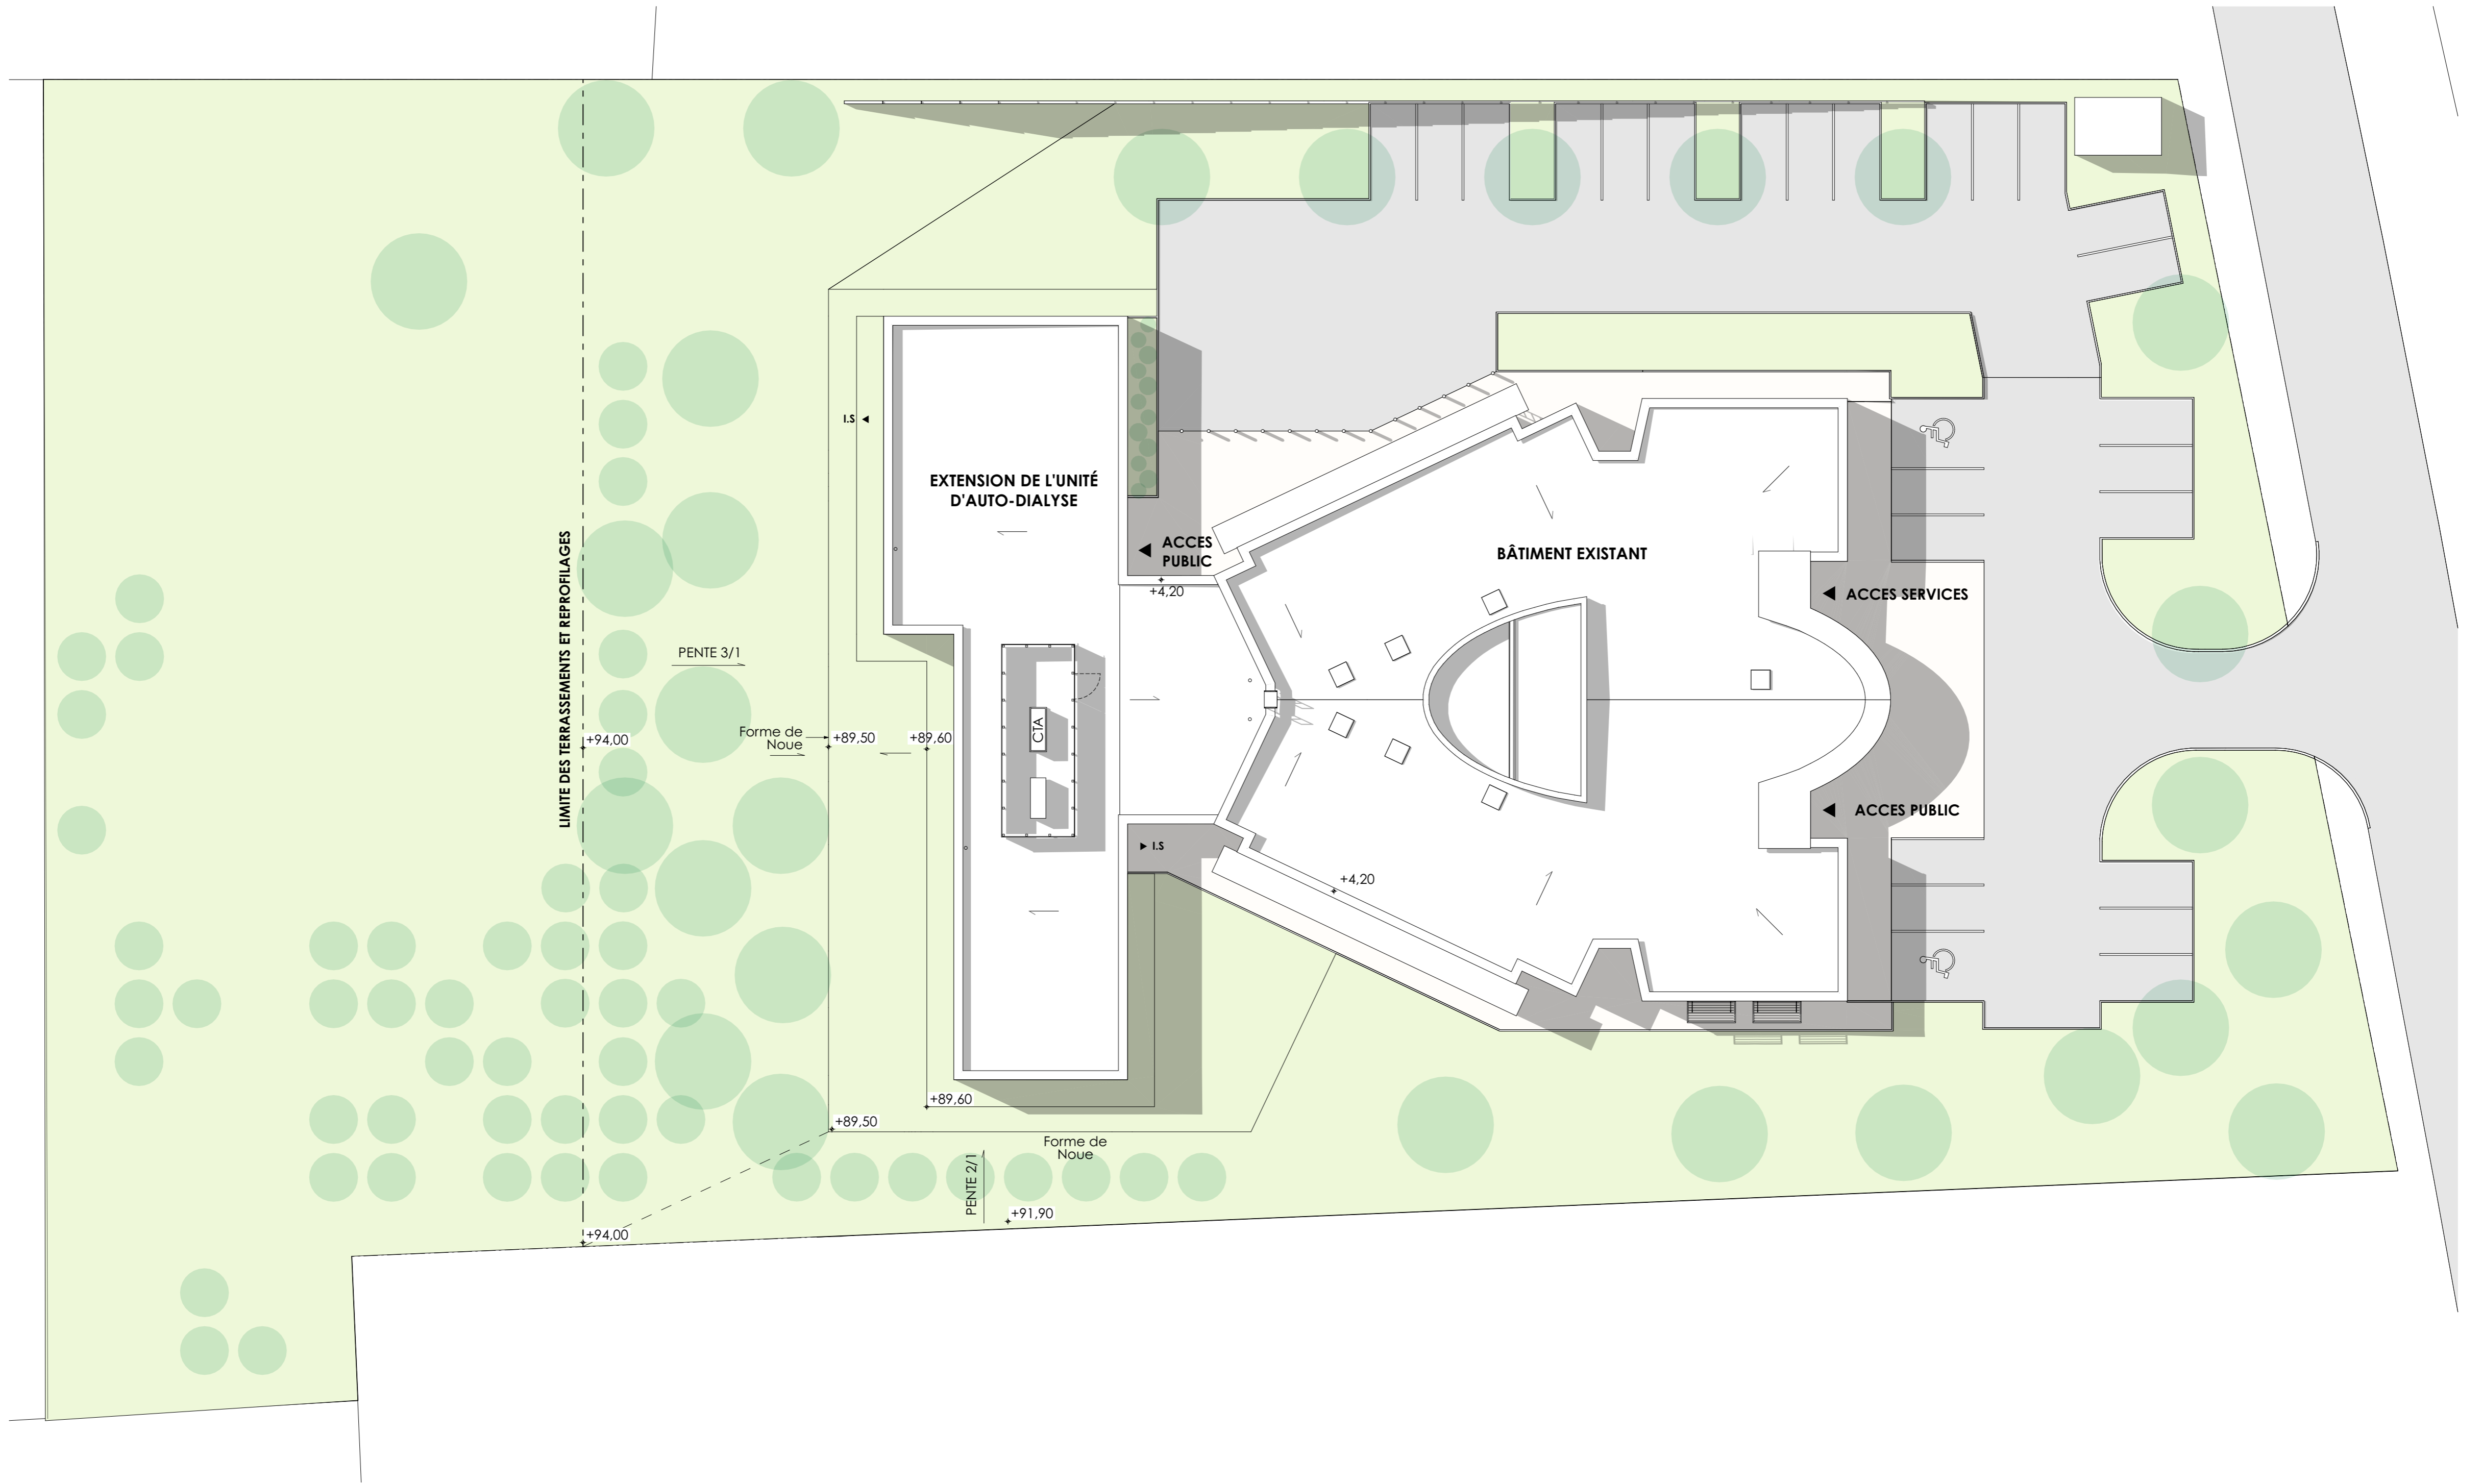 I.S
EXTENSION DE L'UNITÉ
D'AUTO-DIALYSE
ACCES
PUBLIC
+4,20
BÂTIMENT EXISTANT
ACCES SERVICES
LIMITE DES TERRASSEMENTS ET REPROFILAGES
PENTE 3/1
Forme de
Noue
+94,00
+89,50
+89,60
CTA
ACCES PUBLIC
I.S
+4,20
+89,60
+89,50
Forme de
Noue
PENTE 2/1
+91,90
+94,00